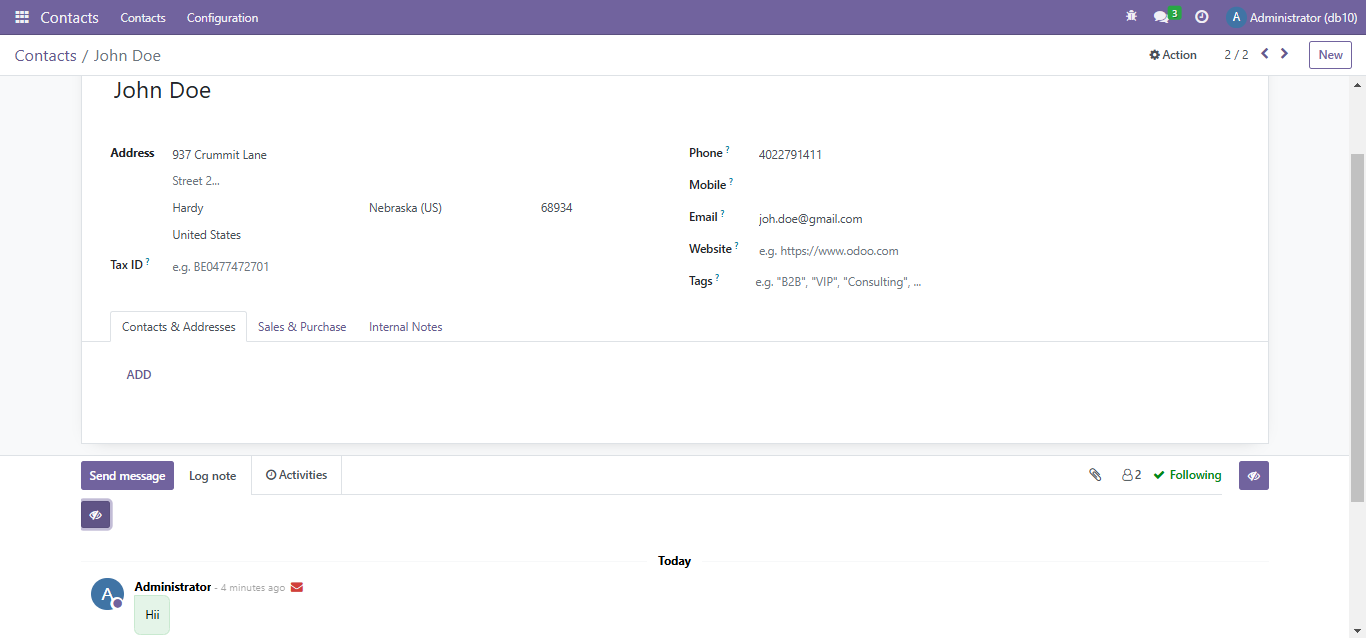 Contacts Contacts Configuration 3 A Administrator (db10)
Contacts / John Doe Action 2 / 2 New
John Doe
Address 937 Crummit Lane Phone ? 4022791411
Street 2... Mobile ?
Hardy Nebraska (US) 68934 Email ? joh.doe@gmail.com
United States Website ? e.g. https://www.odoo.com
Tax ID ? e.g. BE0477472701 Tags ? e.g. "B2B", "VIP", "Consulting", ...
Contacts & Addresses Sales & Purchase Internal Notes
ADD
Send message Log note Activities 2 Following
Today
A Administrator - 4 minutes ago
Hii